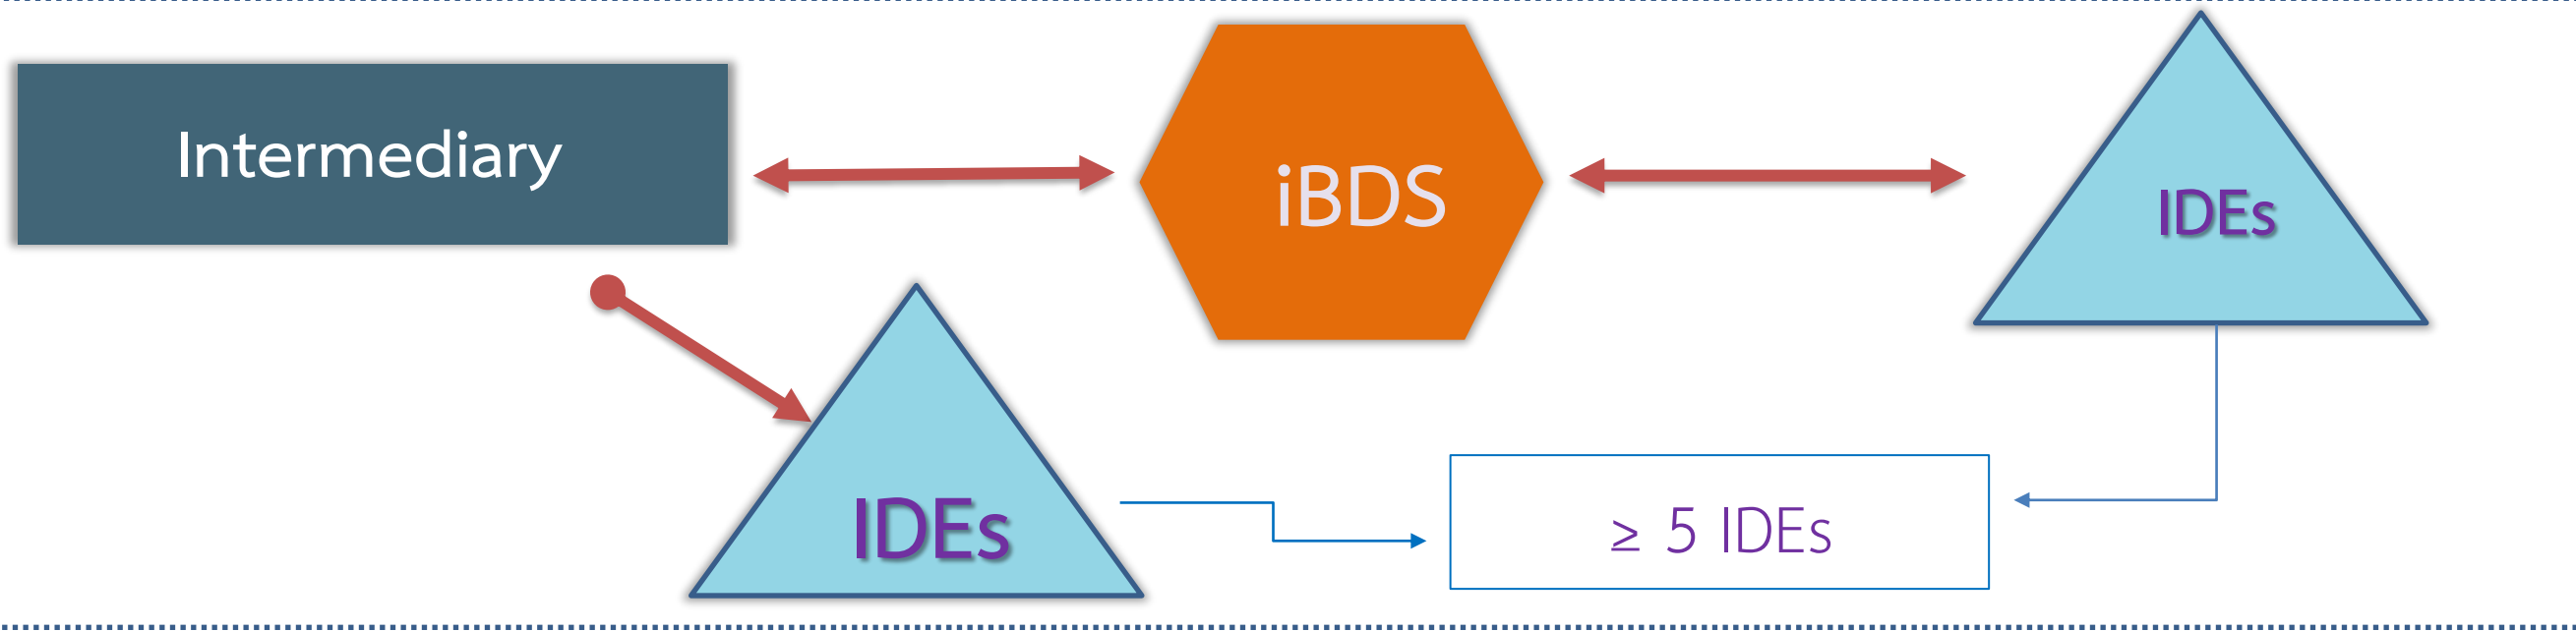 Intermediary
iBDS
IDEs
IDEs
≥ 5 IDEs